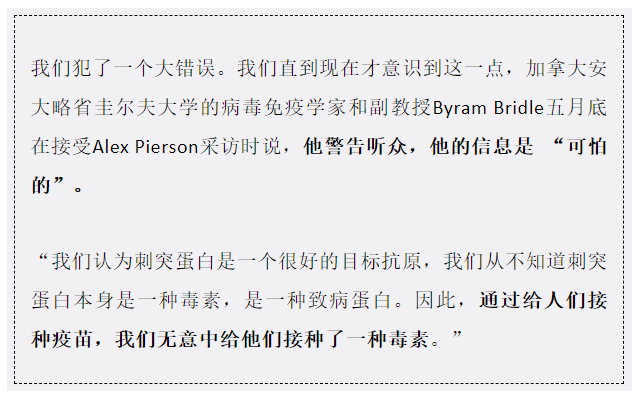 我们犯了一个大错误。我们直到现在才意识到这一点，加拿大安
大略省圭尔夫大学的病毒免疫学家和副教授Byram Bridle五月底
在接受Alex Pierson采访时说，他警告听众，他的信息是 “可怕
的”。
“我们认为刺突蛋白是一个很好的目标抗原，我们从不知道刺突
蛋白本身是一种毒素，是一种致病蛋白。因此，通过给人们接
种疫苗，我们无意中给他们接种了一种毒素。”